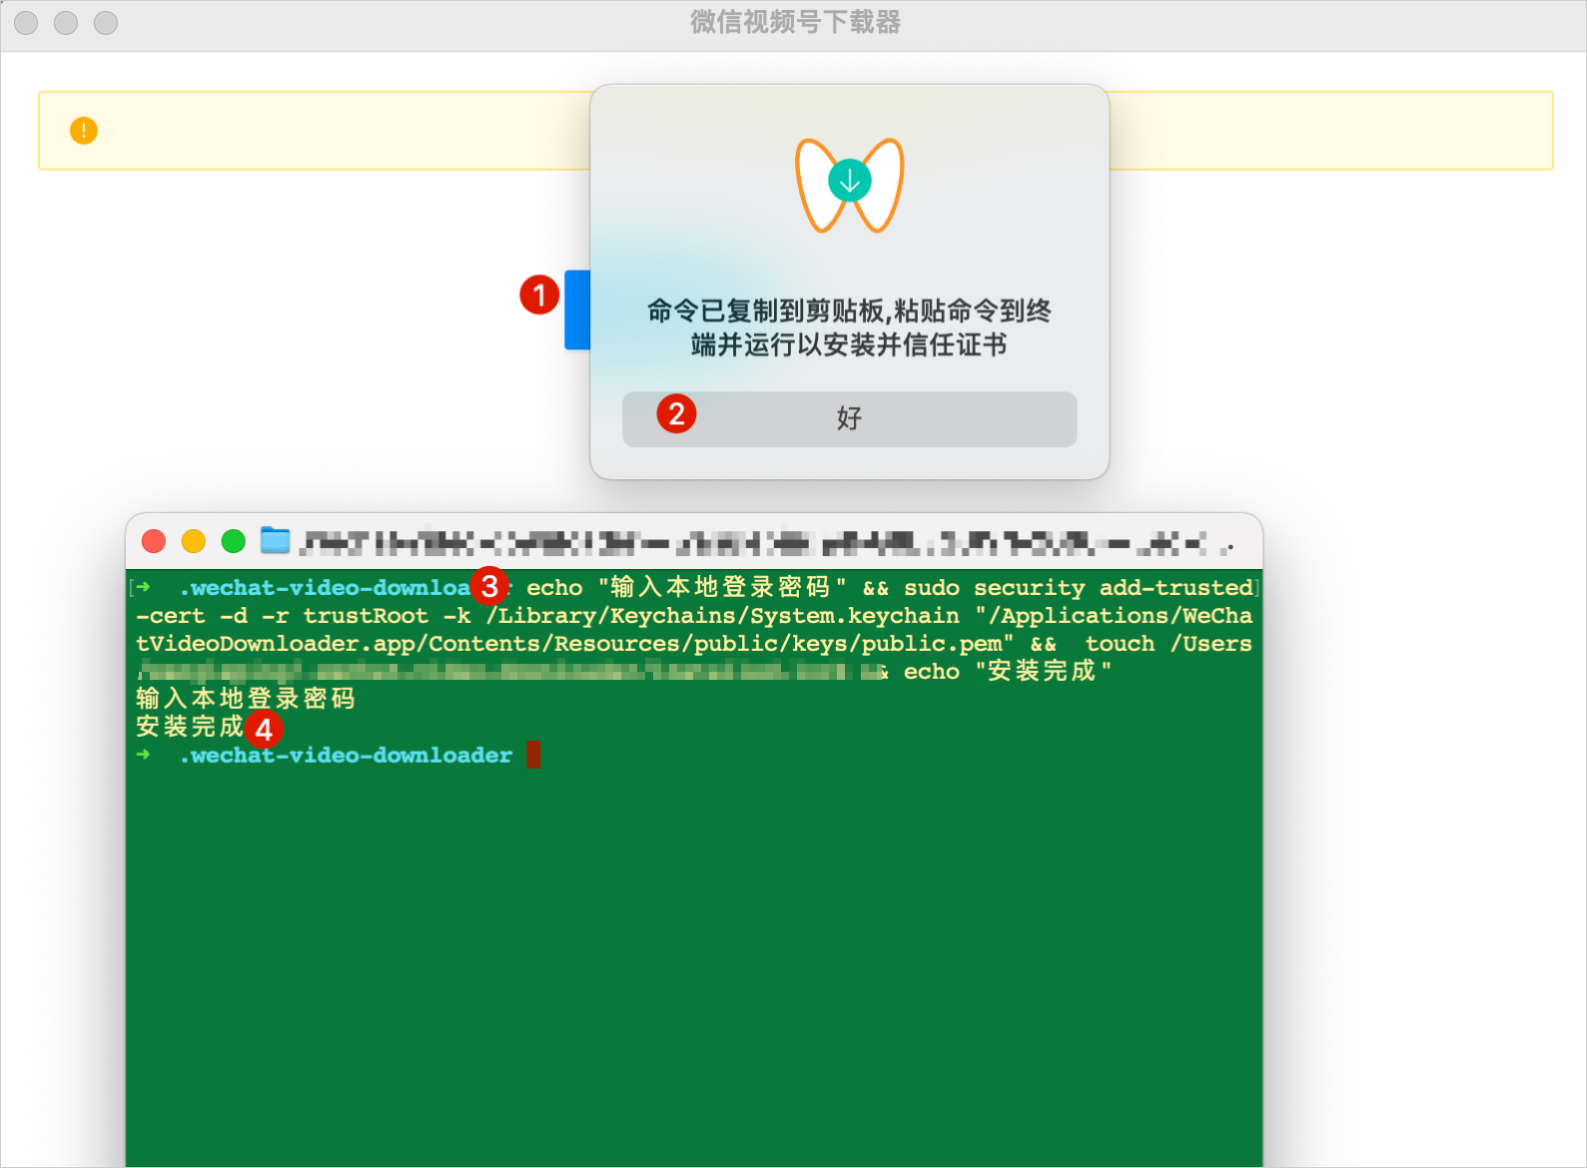 微信视频号下载器
命令已复制到剪贴板,粘贴命令到终
端并运行以安装并信任证书
1
2 好
➜ .wechat-video-downloa 3 r echo "输入本地登录密码" && sudo security add-trusted
-cert -d -r trustRoot -k /Library/Keychains/System.keychain "/Applications/WeCha
tVideoDownloader.app/Contents/Resources/public/keys/public.pem" && touch /Users
& echo "安装完成"
输入本地登录密码
安装完成 4
➜ .wechat-video-downloader